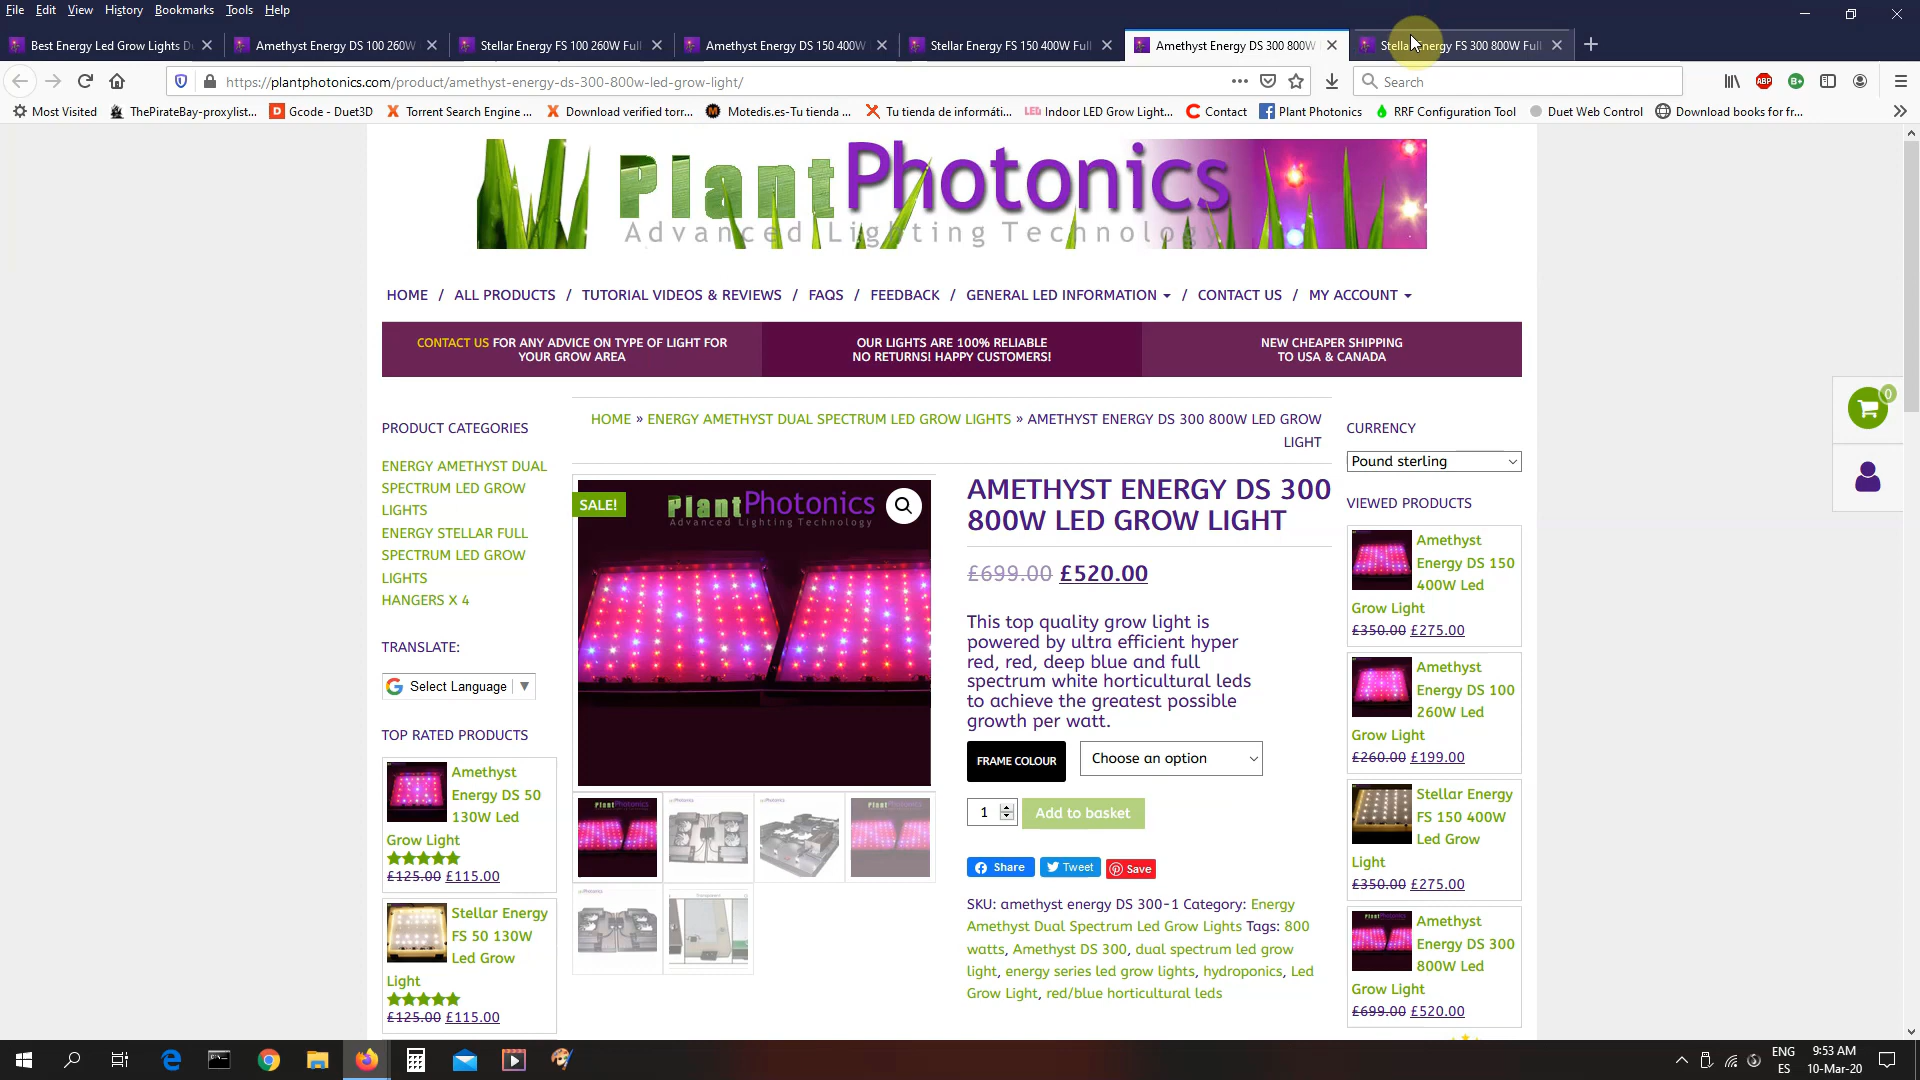 File Edit View History Bookmarks Tools Help
Best Energy Led Grow Lights D
Amethyst Energy DS 100 260W
Stellar Energy FS 100 260W Full
Amethyst Energy DS 150 400W
Stellar Energy FS 150 400W Full
Amethyst Energy DS 300 800W
Stellar Energy FS 300 800W Full
https://plantphotonics.com/product/amethyst-energy-ds-300-800w-led-grow-light/
Search
Most Visited
ThePirateBay-proxylist...
Gcode - Duet3D
Torrent Search Engine ...
Download verified torr...
Motedis.es-Tu tienda ...
Tu tienda de informáti...
Indoor LED Grow Light...
Contact
Plant Photonics
RRF Configuration Tool
Duet Web Control
Download books for fr...
PlantPhotonics
Advanced Lighting Technology
HOME / ALL PRODUCTS / TUTORIAL VIDEOS & REVIEWS / FAQS / FEEDBACK / GENERAL LED INFORMATION / CONTACT US / MY ACCOUNT
CONTACT US FOR ANY ADVICE ON TYPE OF LIGHT FOR
YOUR GROW AREA
OUR LIGHTS ARE 100% RELIABLE
NO RETURNS! HAPPY CUSTOMERS!
NEW CHEAPER SHIPPING
TO USA & CANADA
PRODUCT CATEGORIES
ENERGY AMETHYST DUAL
SPECTRUM LED GROW
LIGHTS
ENERGY STELLAR FULL
SPECTRUM LED GROW
LIGHTS
HANGERS X 4
TRANSLATE:
Select Language
TOP RATED PRODUCTS
Amethyst
Energy DS 50
130W Led
Grow Light
£125.00 £115.00
Stellar Energy
FS 50 130W
Led Grow
Light
£125.00 £115.00
HOME » ENERGY AMETHYST DUAL SPECTRUM LED GROW LIGHTS » AMETHYST ENERGY DS 300 800W LED GROW
LIGHT
SALE!
PlantPhotonics
Advanced Lighting Technology
AMETHYST ENERGY DS 300
800W LED GROW LIGHT
£699.00 £520.00
This top quality grow light is
powered by ultra efficient hyper
red, red, deep blue and full
spectrum white horticultural leds
to achieve the greatest possible
growth per watt.
FRAME COLOUR
Choose an option
1
Add to basket
Share
Tweet
Save
SKU: amethyst energy DS 300-1 Category: Energy
Amethyst Dual Spectrum Led Grow Lights Tags: 800
watts, Amethyst DS 300, dual spectrum led grow
light, energy series led grow lights, hydroponics, Led
Grow Light, red/blue horticultural leds
CURRENCY
Pound sterling
VIEWED PRODUCTS
Amethyst
Energy DS 150
400W Led
Grow Light
£350.00 £275.00
Amethyst
Energy DS 100
260W Led
Grow Light
£260.00 £199.00
Stellar Energy
FS 150 400W
Led Grow
Light
£350.00 £275.00
Amethyst
Energy DS 300
800W Led
Grow Light
£699.00 £520.00
0
ENG
ES
9:53 AM
10-Mar-20